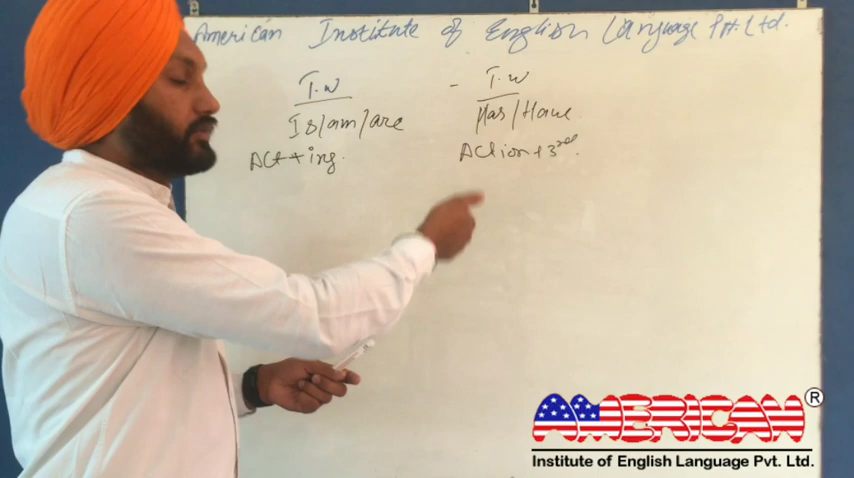 American Institute of English Language Pvt. Ltd.
T.W - T.W
Is/am/are Has/Have
Act + ing. Action + 3rd.
AMERICAN ®
Institute of English Language Pvt. Ltd.